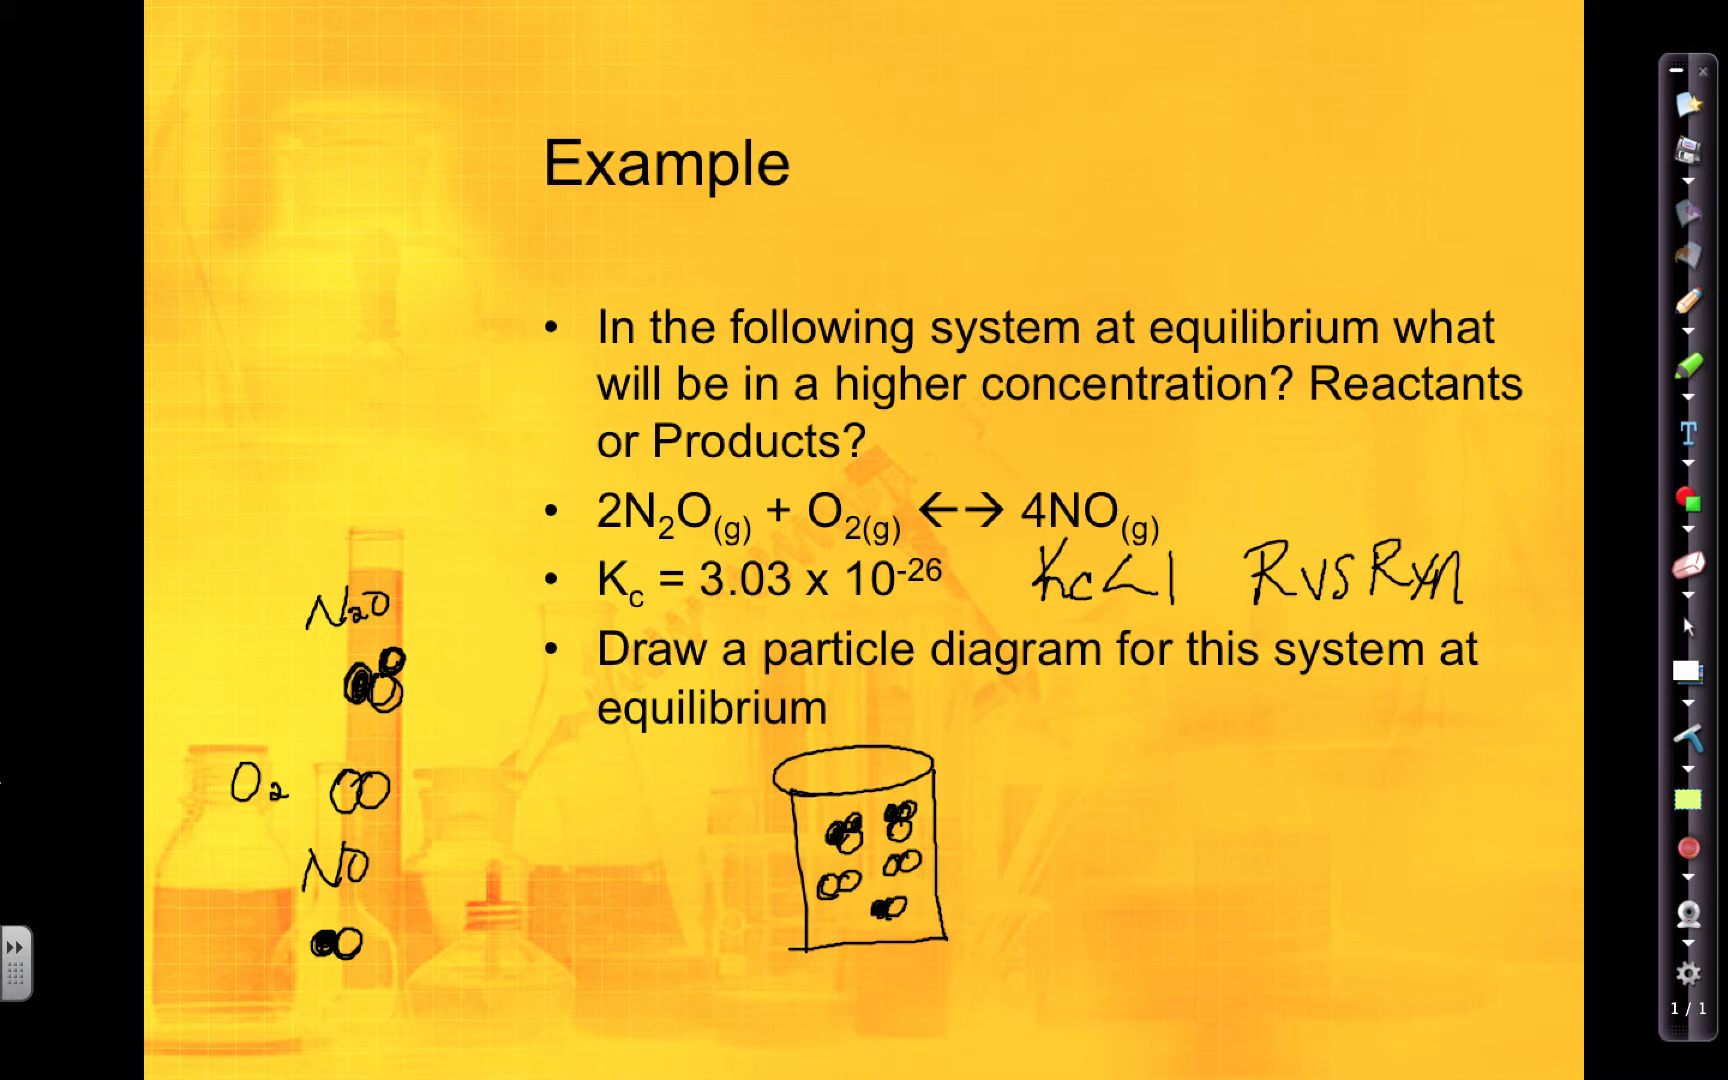 Example
• In the following system at equilibrium what
will be in a higher concentration? Reactants
or Products?
• 2N₂O(g) + O₂(g) ←→ 4NO(g)
• Kc = 3.03 x 10⁻²⁶
Kc < 1 R vs Rxn
• Draw a particle diagram for this system at
equilibrium
N₂O
O₂
NO
T
1 / 1